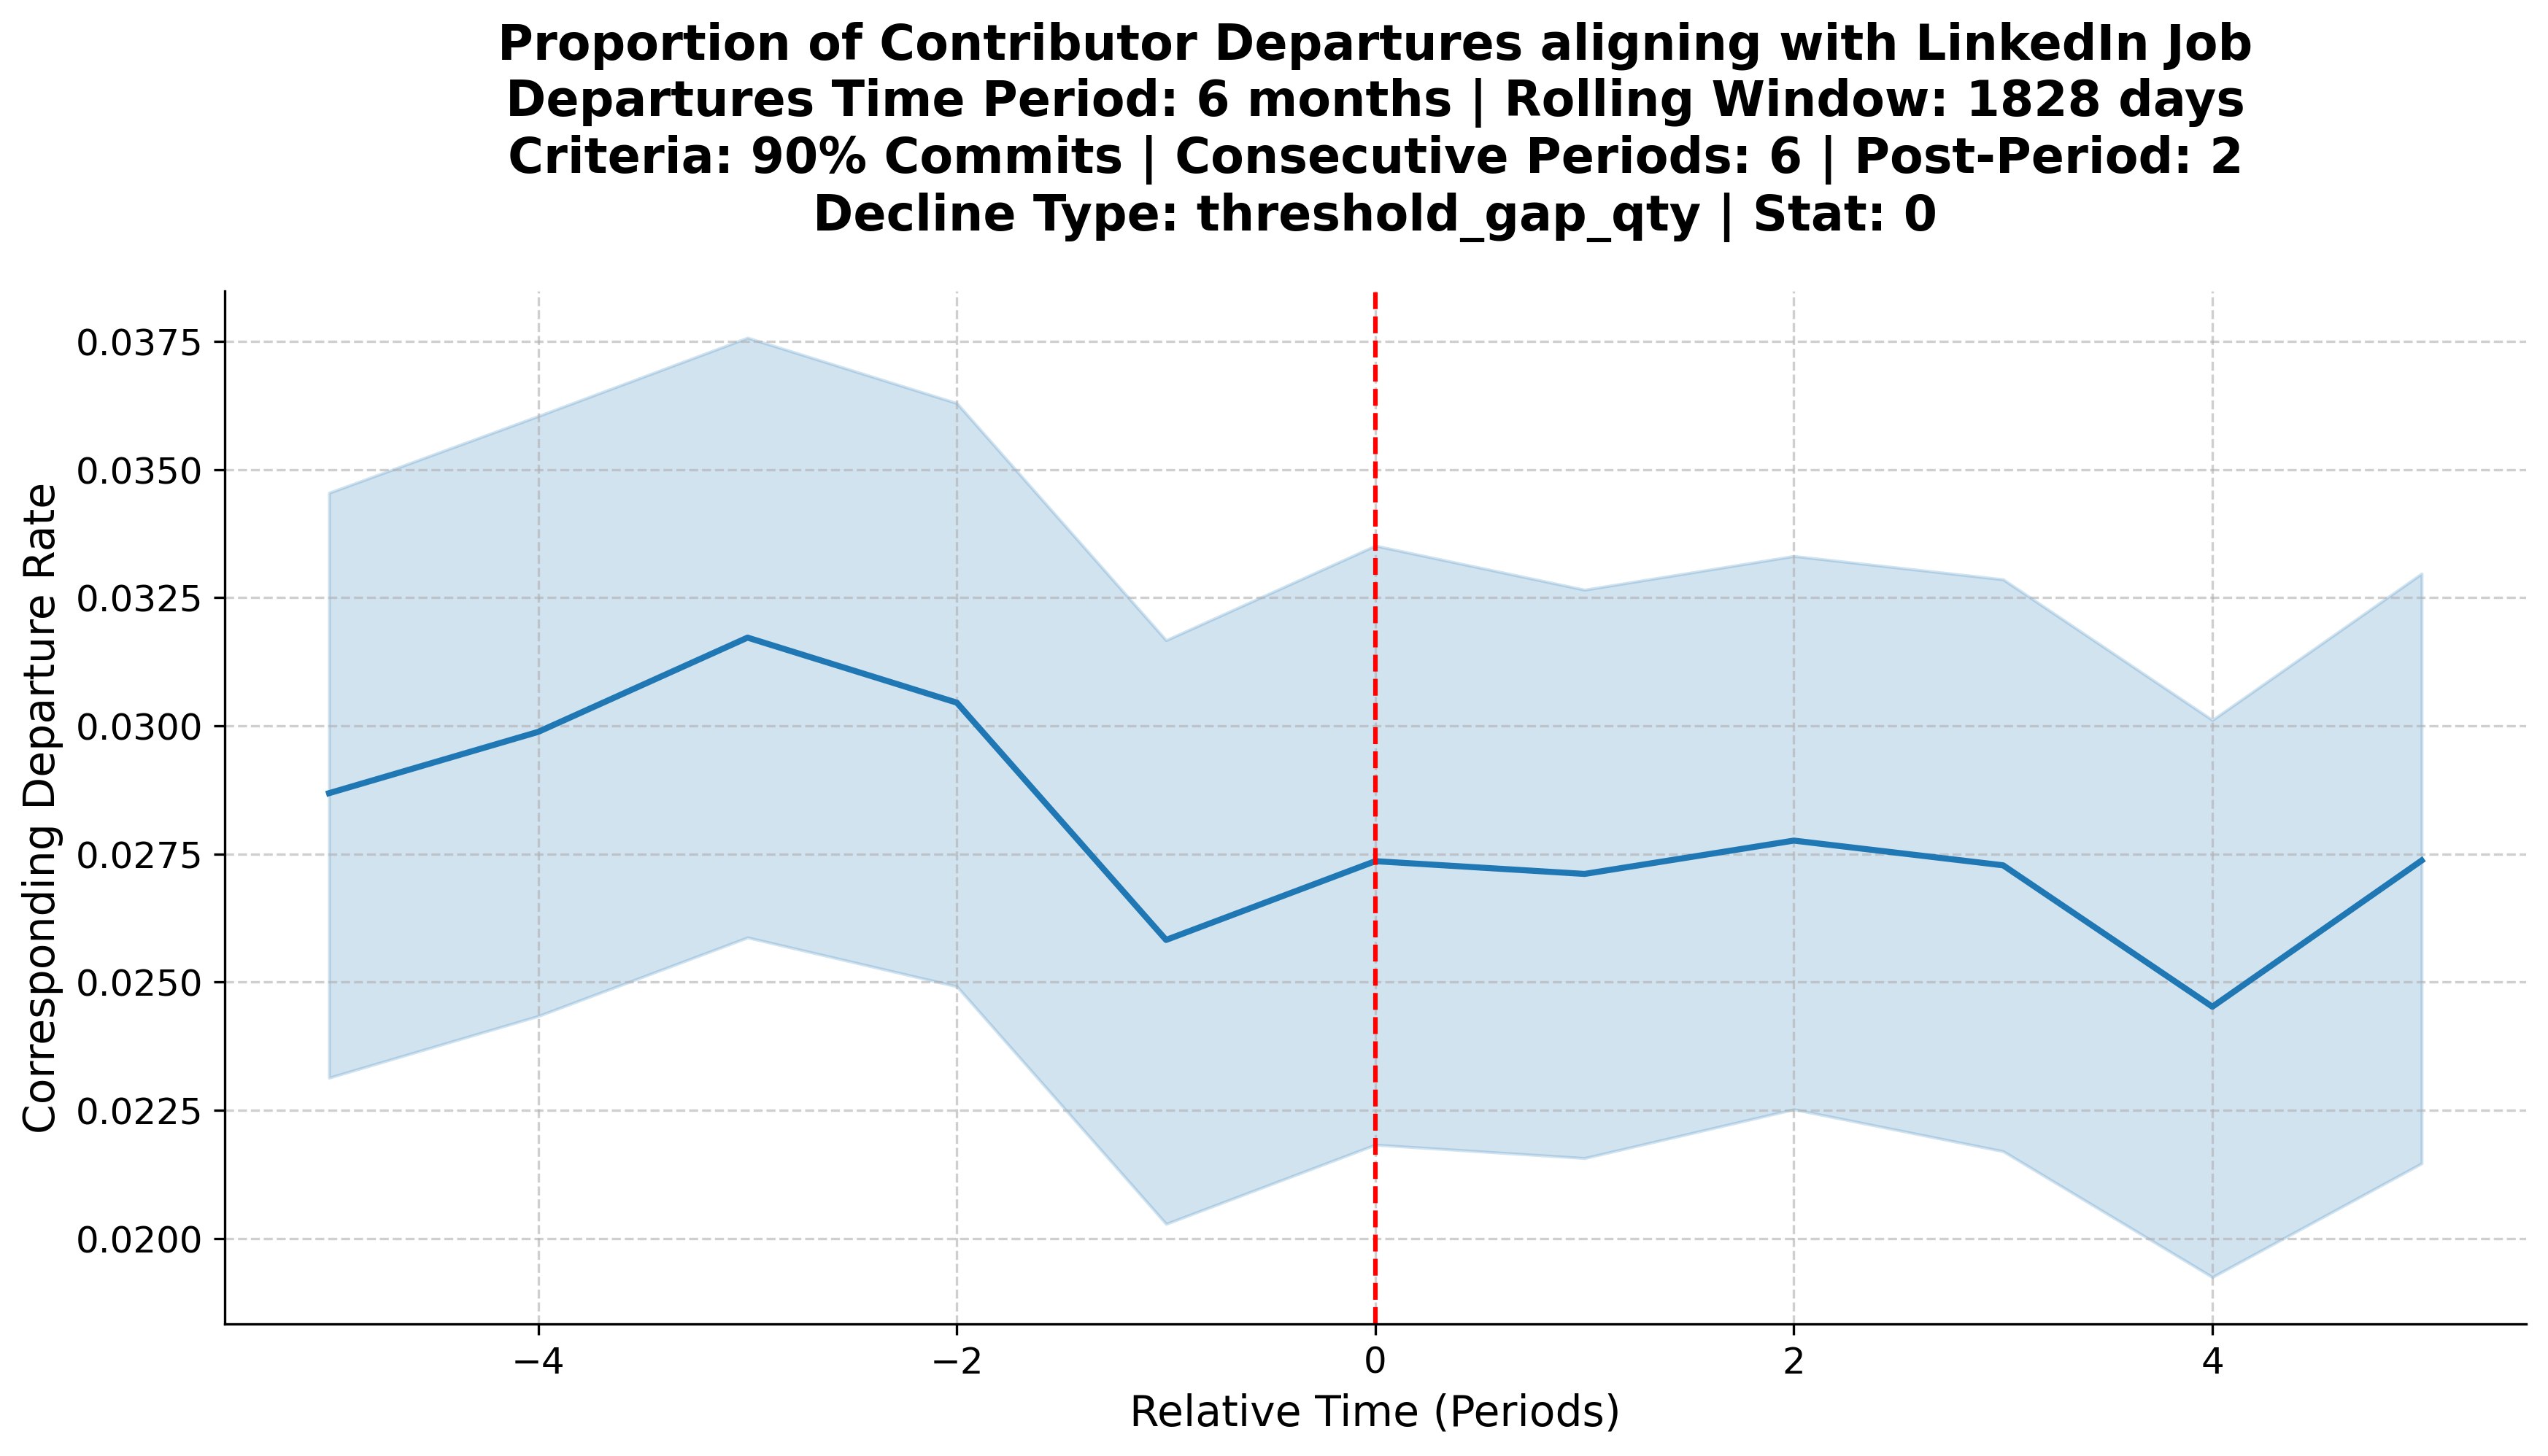 Proportion of Contributor Departures aligning with LinkedIn Job
Departures Time Period: 6 months | Rolling Window: 1828 days
Criteria: 90% Commits | Consecutive Periods: 6 | Post-Period: 2
Decline Type: threshold_gap_qty | Stat: 0
Corresponding Departure Rate
0.0375
0.0350
0.0325
0.0300
0.0275
0.0250
0.0225
0.0200
−4
−2
0
2
4
Relative Time (Periods)